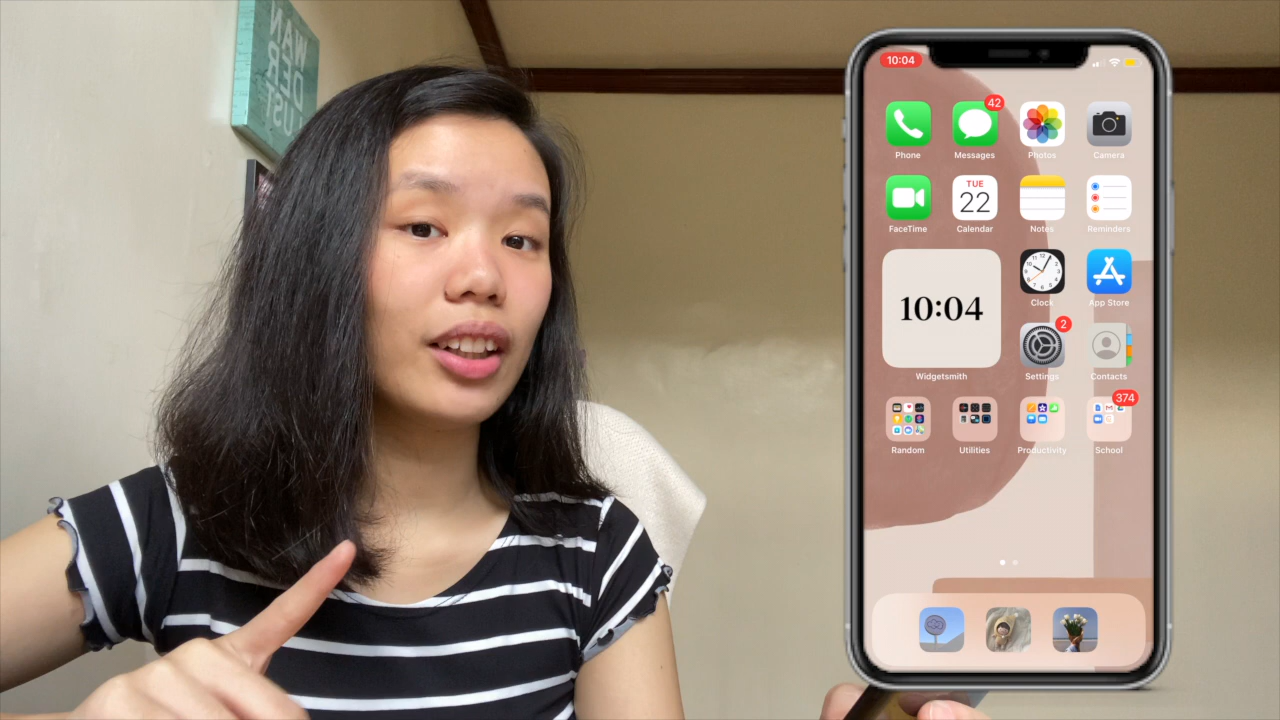 WAN
DER
LUST
10:04
42
Phone
Messages
Photos
Camera
TUE
22
FaceTime
Calendar
Notes
Reminders
10:04
Clock
App Store
2
Widgetsmith
Settings
Contacts
374
Random
Utilities
Productivity
School